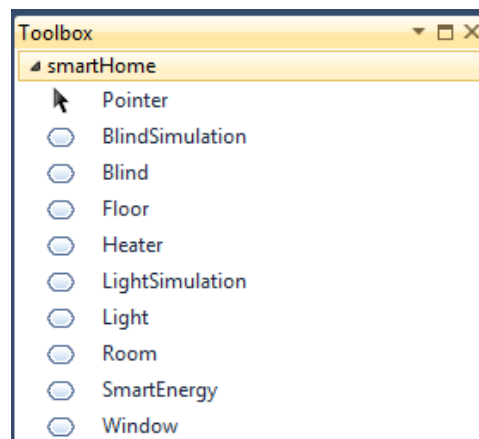 Toolbox
smartHome
Pointer
BlindSimulation
Blind
Floor
Heater
LightSimulation
Light
Room
SmartEnergy
Window